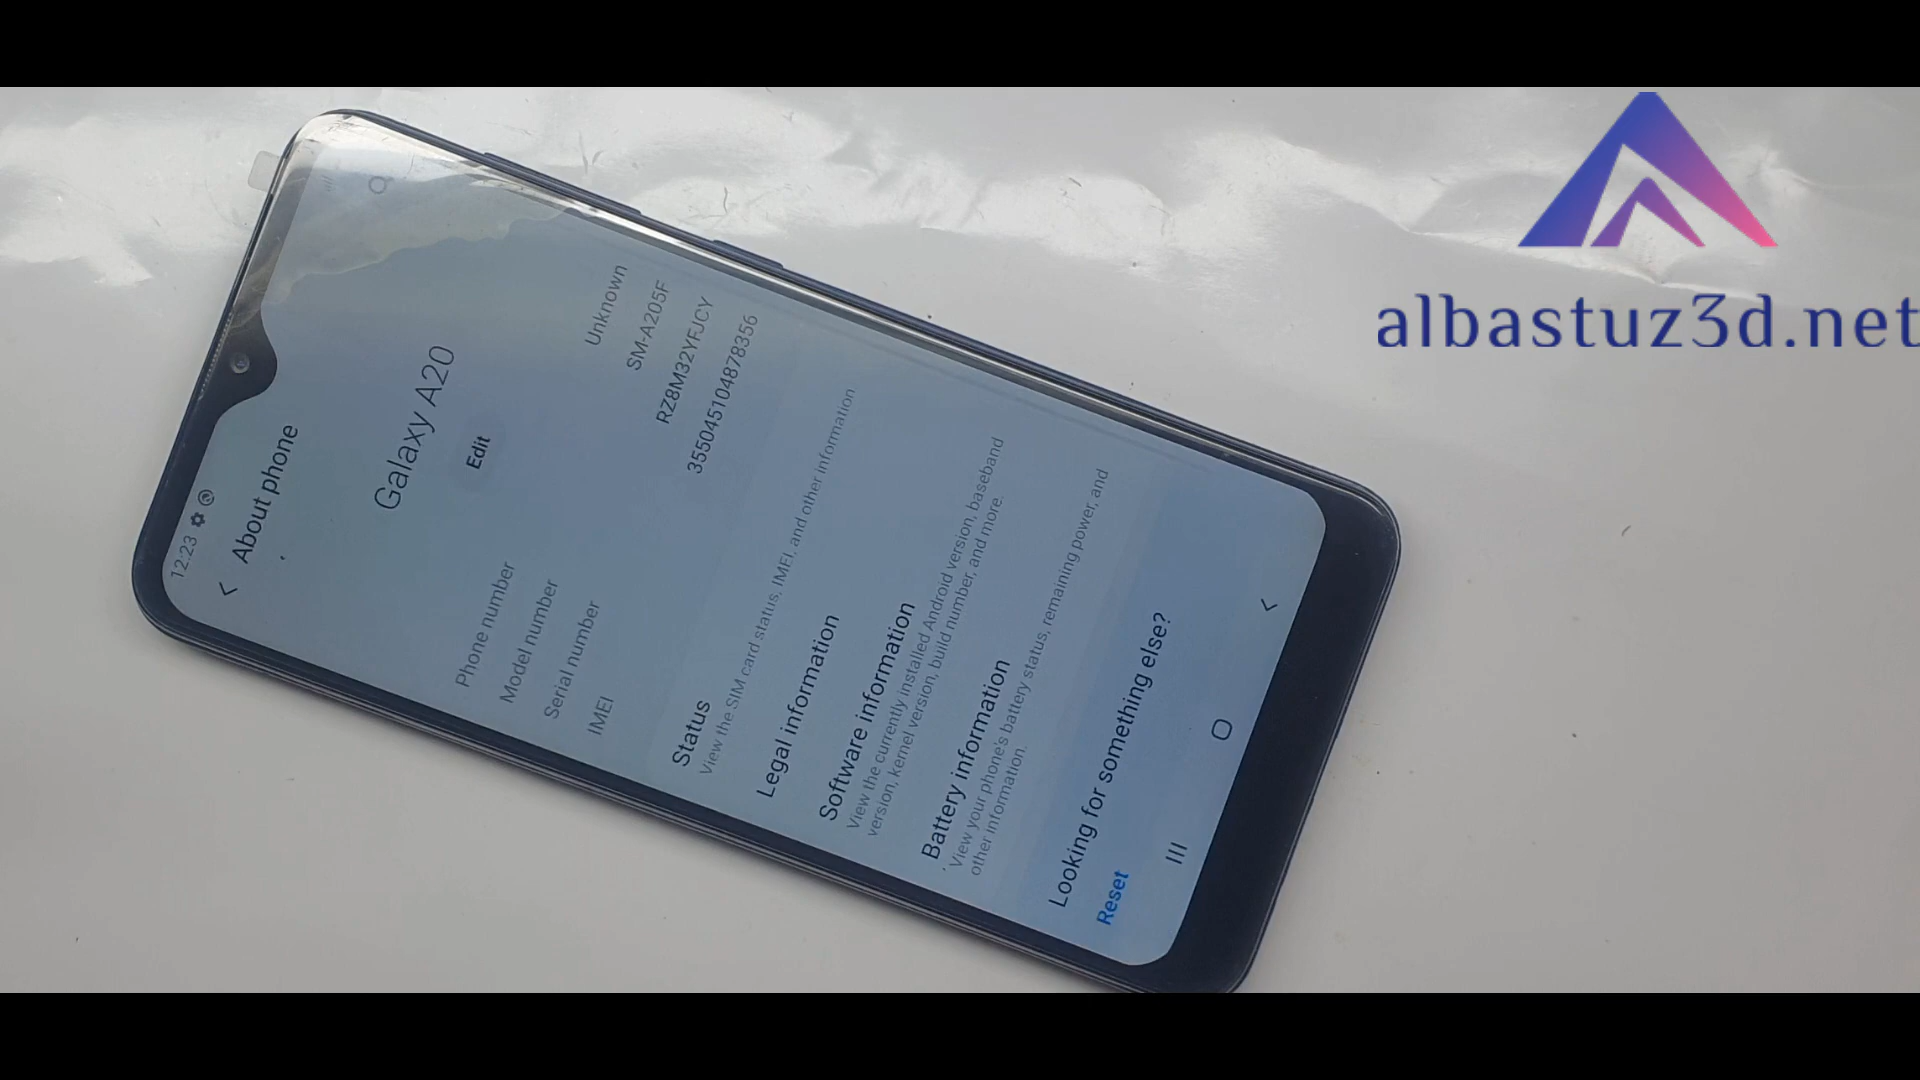 albastuz3d.net
12:23
About phone
Galaxy A20
Edit
Phone number Unknown
Model number SM-A205F
Serial number RZ8M32YFJCY
IMEI 355045104878356
Status
View the SIM card status, IMEI, and other information
Legal information
Software information
View the currently installed Android version, baseband
version, kernel version, build number, and more.
Battery information
View your phone's battery status, remaining power, and
other information.
Looking for something else?
Reset